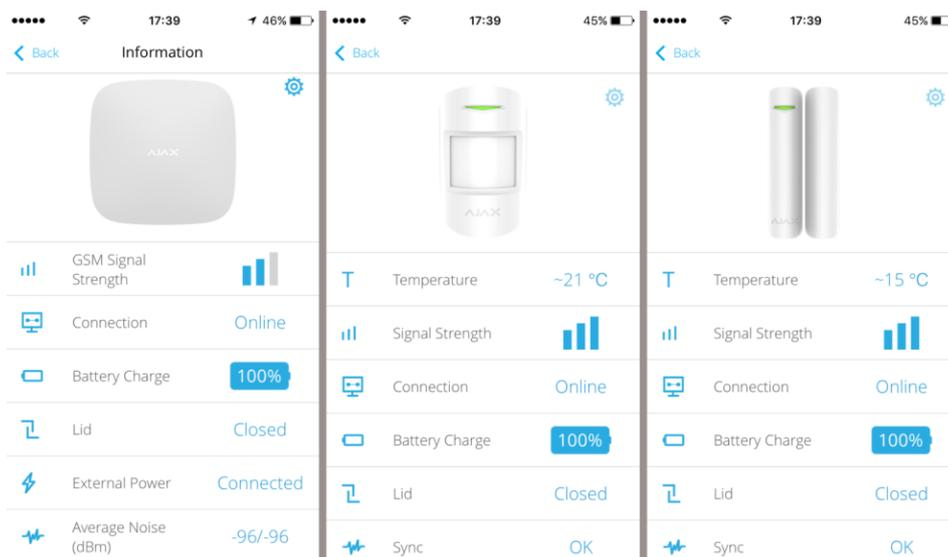 17:39
46%
Back
Information
AJAX
GSM Signal
Strength
Connection Online
Battery Charge 100%
Lid Closed
External Power Connected
Average Noise
(dBm)
-96/-96
17:39
45%
Back
AJAX
T Temperature ~21 °C
Signal Strength
Connection Online
Battery Charge 100%
Lid Closed
Sync OK
17:39
45%
Back
AJAX
T Temperature ~15 °C
Signal Strength
Connection Online
Battery Charge 100%
Lid Closed
Sync OK